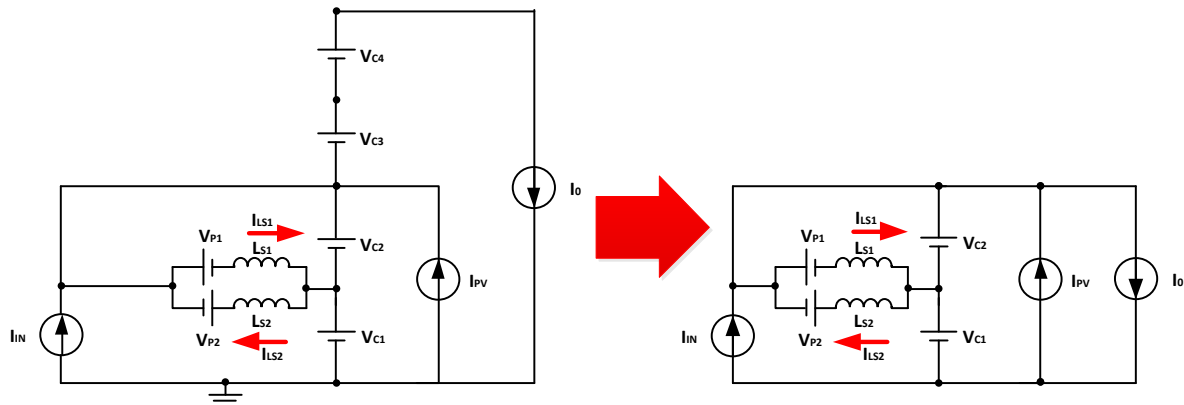 VC4
VC3
I0
ILS1
VP1
LS1
VC2
IPV
LS2
VP2
ILS2
VC1
IIN
ILS1
VP1
LS1
VC2
IPV
I0
LS2
VP2
ILS2
VC1
IIN